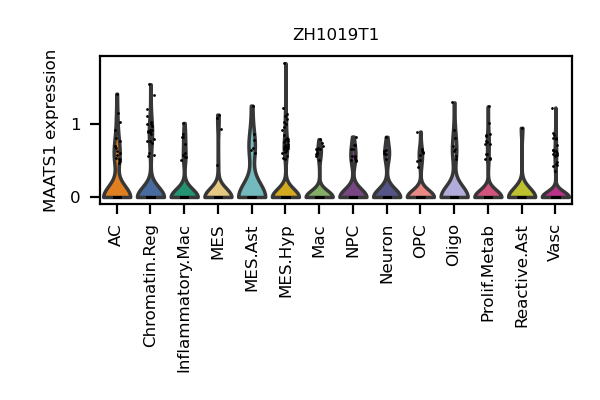 ZH1019T1
MAATS1 expression
1
0
AC
Chromatin.Reg
Inflammatory.Mac
MES
MES.Ast
MES.Hyp
Mac
NPC
Neuron
OPC
Oligo
Prolif.Metab
Reactive.Ast
Vasc